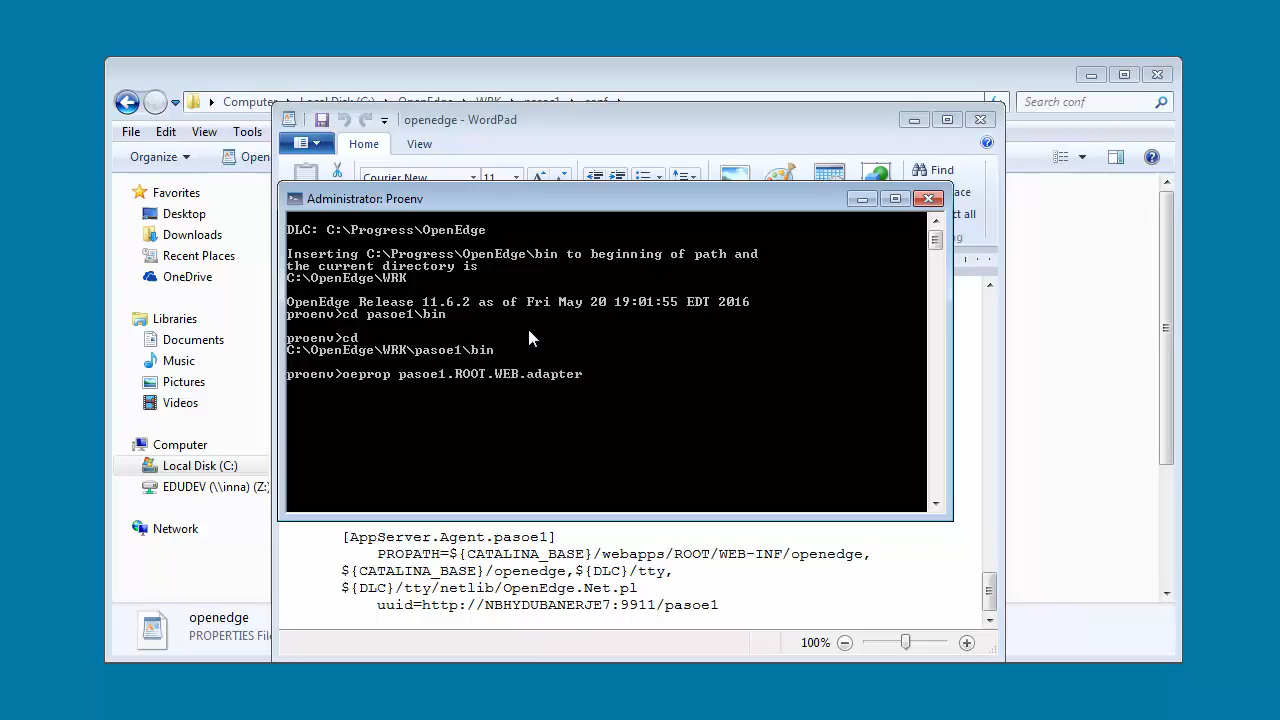 Computer Local Disk (C:) OpenEdge WRK pasoe1 conf
Search conf
File Edit View Tools
Organize Open
Favorites
Desktop
Downloads
Recent Places
OneDrive
Libraries
Documents
Music
Pictures
Videos
Computer
Local Disk (C:)
EDUDEV (\\inna) (Z:
Network
openedge
PROPERTIES File
openedge - WordPad
Home View
Courier New 11
Find
Administrator: Proenv
DLC: C:\Progress\OpenEdge
Inserting C:\Progress\OpenEdge\bin to beginning of path and
the current directory is
C:\OpenEdge\WRK
OpenEdge Release 11.6.2 as of Fri May 20 19:01:55 EDT 2016
proenv>cd pasoe1\bin
proenv>cd
C:\OpenEdge\WRK\pasoe1\bin
proenv>oeprop pasoe1.ROOT.WEB.adapter
[AppServer.Agent.pasoe1]
PROPATH=${CATALINA_BASE}/webapps/ROOT/WEB-INF/openedge,
${CATALINA_BASE}/openedge,${DLC}/tty,
${DLC}/tty/netlib/OpenEdge.Net.pl
uuid=http://NBHYDUBANERJE7:9911/pasoe1
100%